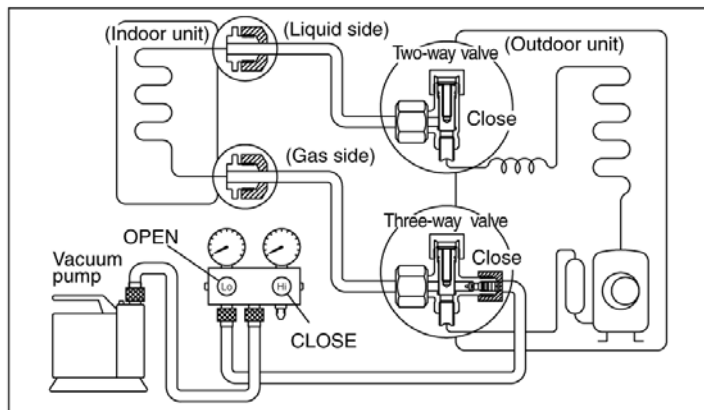 (Indoor unit)
(Liquid side)
Two-way valve
(Outdoor unit)
Close
(Gas side)
Three-way valve
Close
OPEN
Vacuum
pump
Lo
Hi
CLOSE